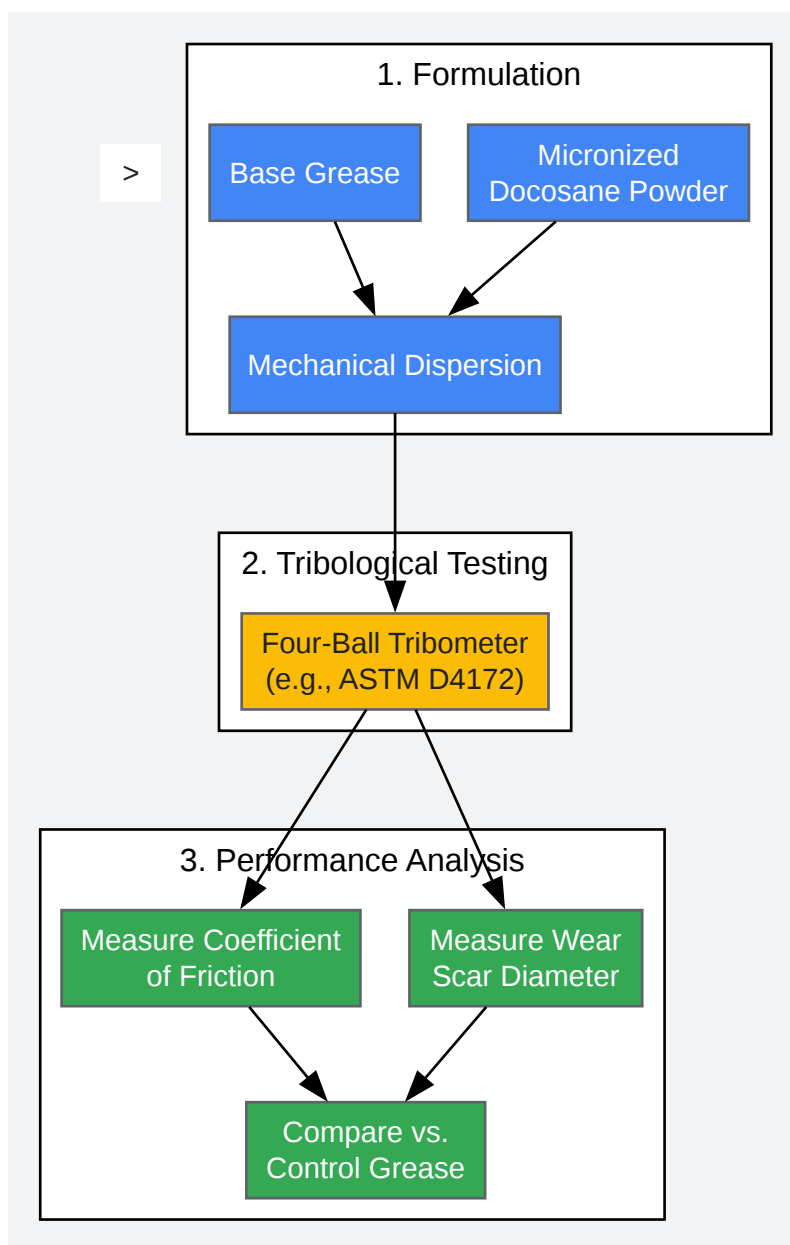 1. Formulation
>
Base Grease
Micronized
Docosane Powder
Mechanical Dispersion
2. Tribological Testing
Four-Ball Tribometer
(e.g., ASTM D4172)
3. Performance Analysis
Measure Coefficient
of Friction
Measure Wear
Scar Diameter
Compare vs.
Control Grease